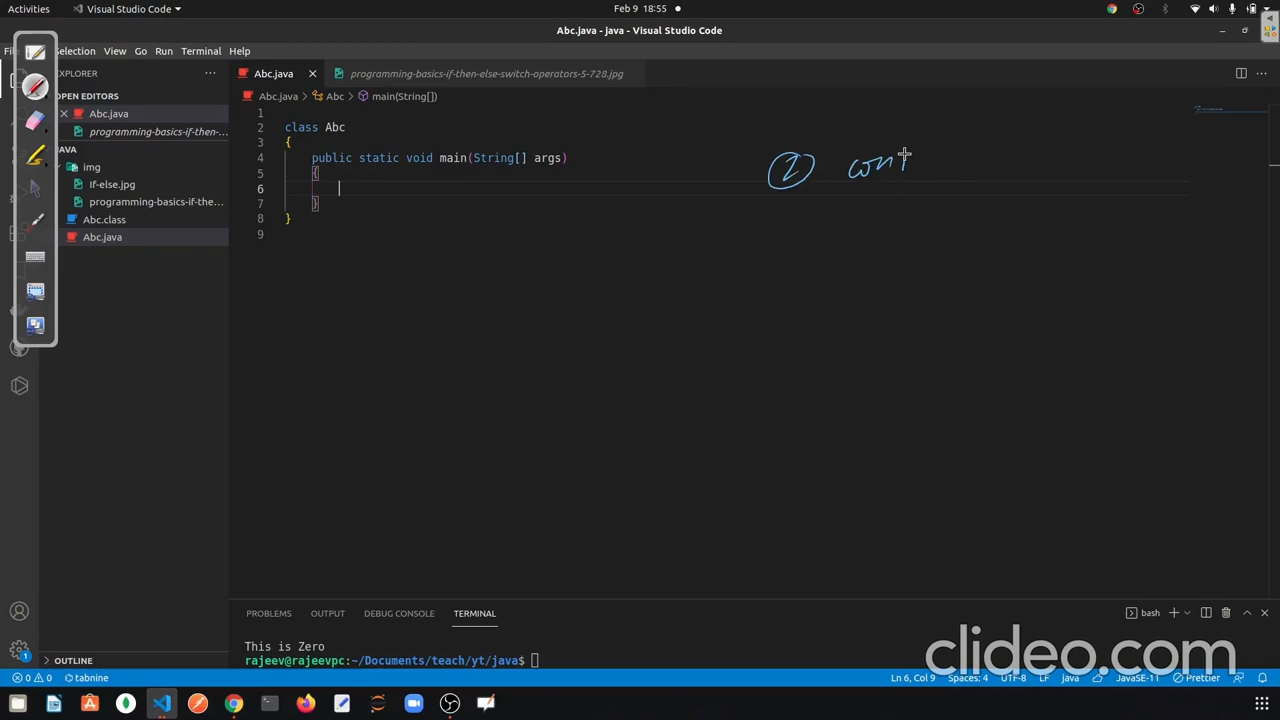 Activities
Visual Studio Code
Feb 9 18:55
Abc.java - java - Visual Studio Code
Selection View Go Run Terminal Help
EXPLORER
Abc.java
programming-basics-if-then-else-switch-operators-5-728.jpg
OPEN EDITORS
Abc.java > Abc > main(String[])
Abc.java
programming-basics-if-then-...
JAVA
img
If-else.jpg
programming-basics-if-the...
Abc.class
Abc.java
1
2 class Abc
3 {
4 public static void main(String[] args)
5 {
6
7 }
8 }
9
cont
PROBLEMS OUTPUT DEBUG CONSOLE TERMINAL
bash
This is Zero
rajeev@rajeevpc:~/Documents/teach/yt/java$
OUTLINE
clideo.com
0 0 tabnine
Ln 6, Col 9 Spaces: 4 UTF-8 LF java JavaSE-11 Prettier
1